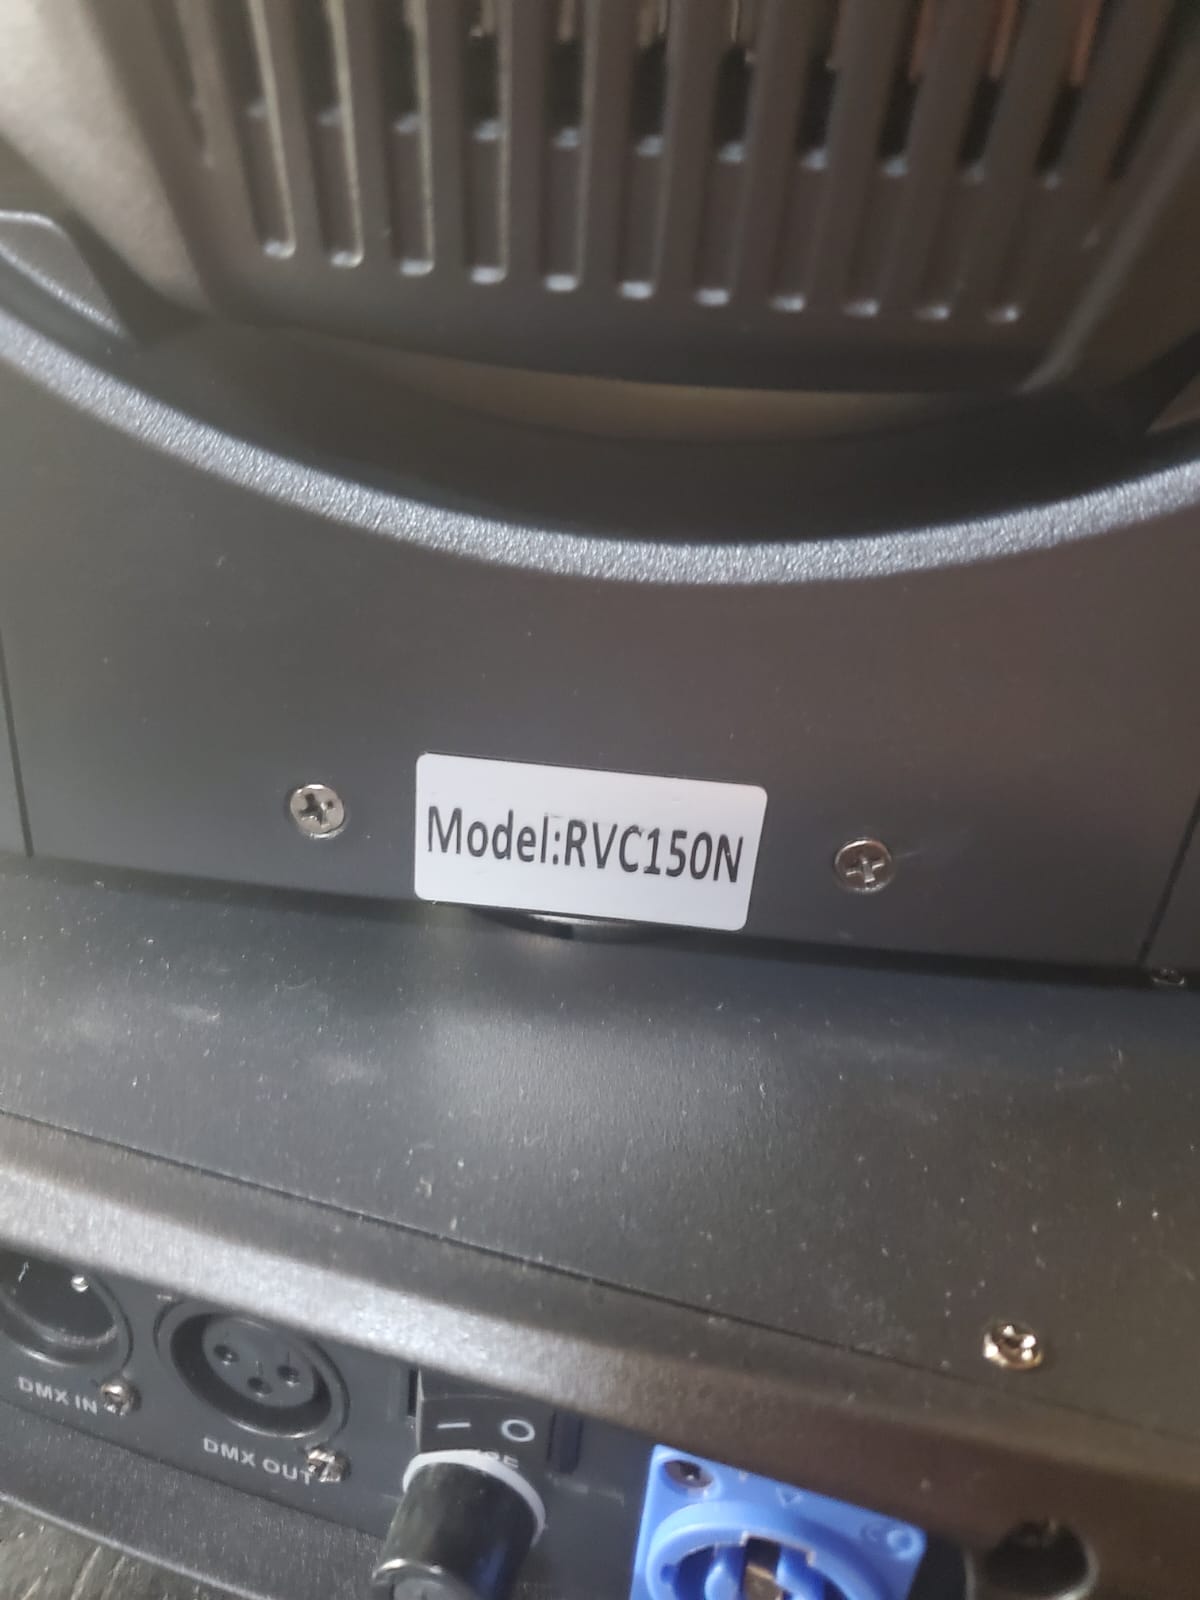 Model:RVC150N
DMX IN
DMX OUT